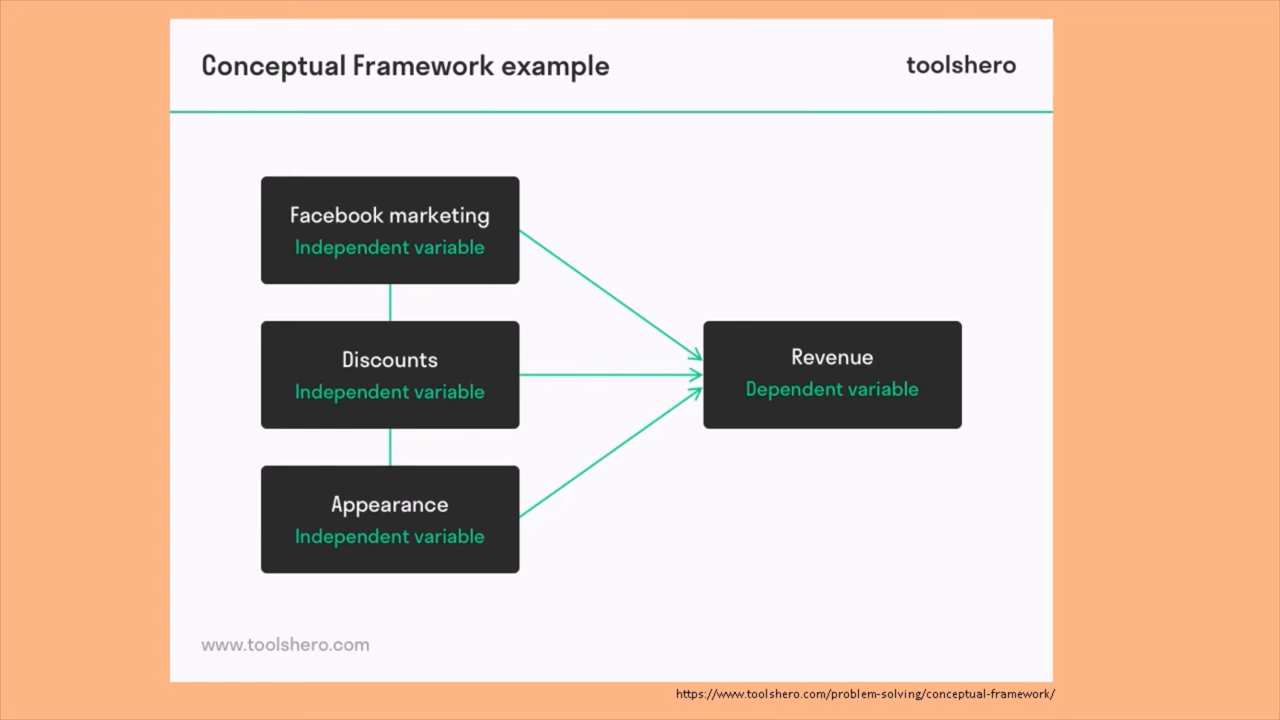 Conceptual Framework example
toolshero
Facebook marketing
Independent variable
Discounts
Independent variable
Appearance
Independent variable
Revenue
Dependent variable
www.toolshero.com
https://www.toolshero.com/problem-solving/conceptual-framework/